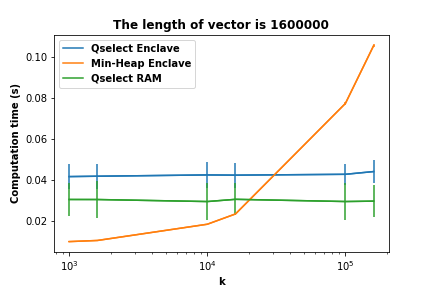 The length of vector is 1600000
Qselect Enclave
Min-Heap Enclave
Qselect RAM
Computation time (s)
0.10
0.08
0.06
0.04
0.02
10³
10⁴
10⁵
k